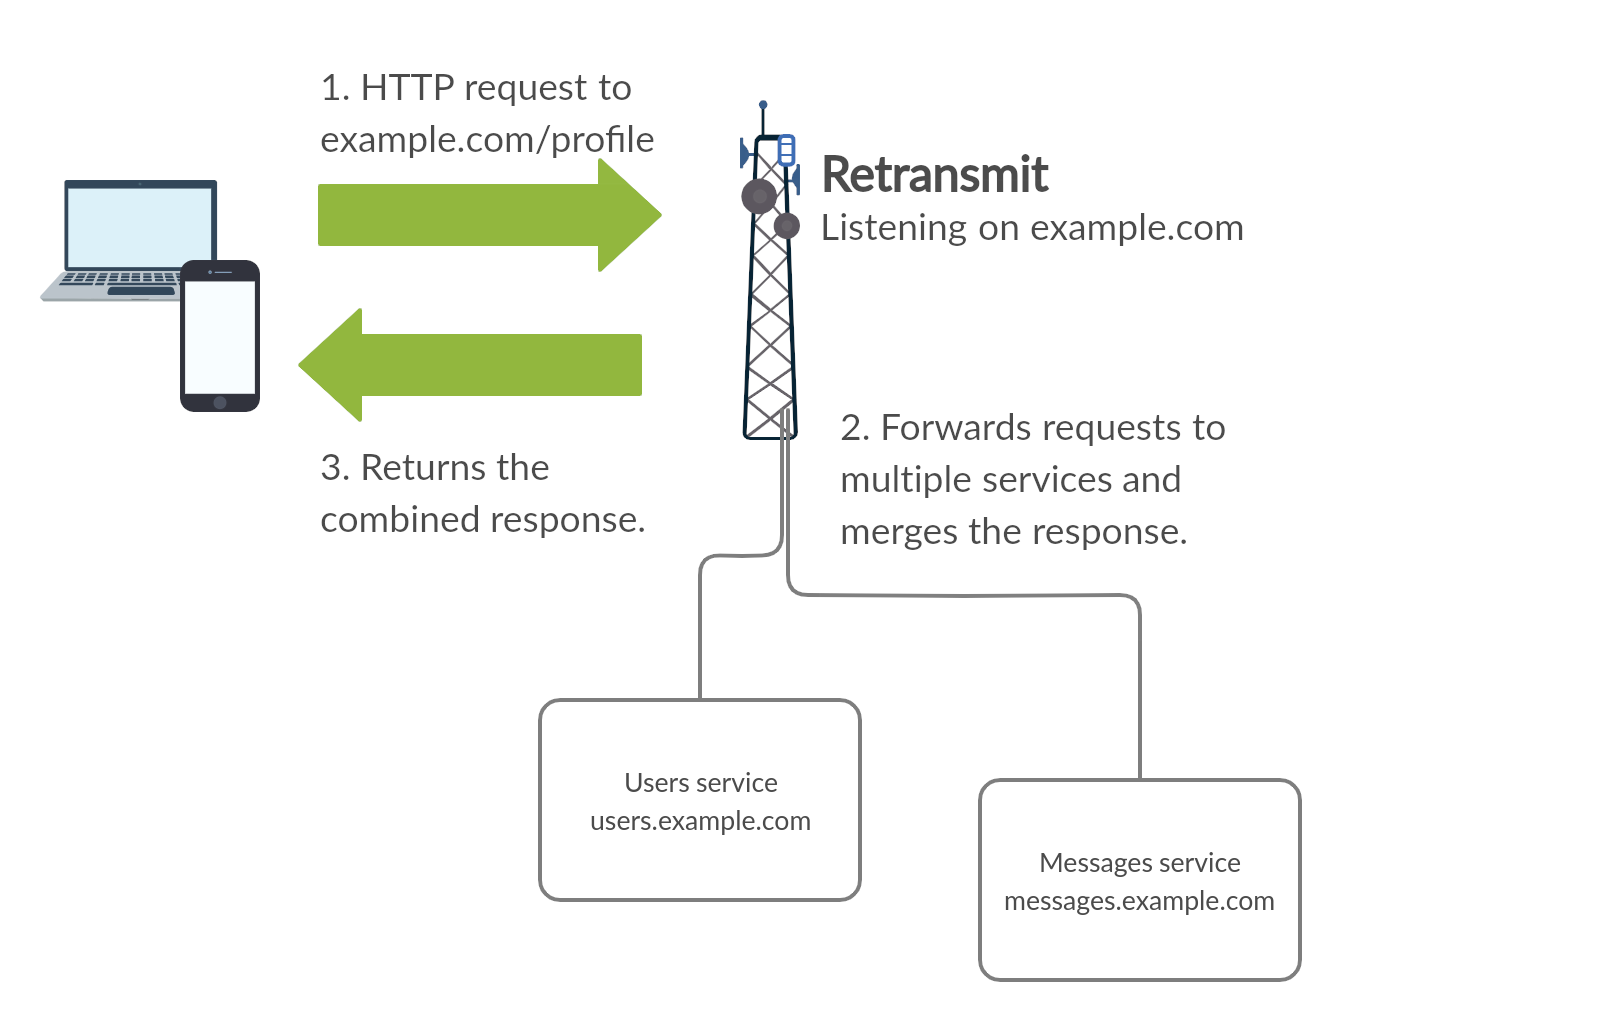 1. HTTP request to
example.com/profile
Retransmit
Listening on example.com
2. Forwards requests to
multiple services and
merges the response.
3. Returns the
combined response.
Users service
users.example.com
Messages service
messages.example.com